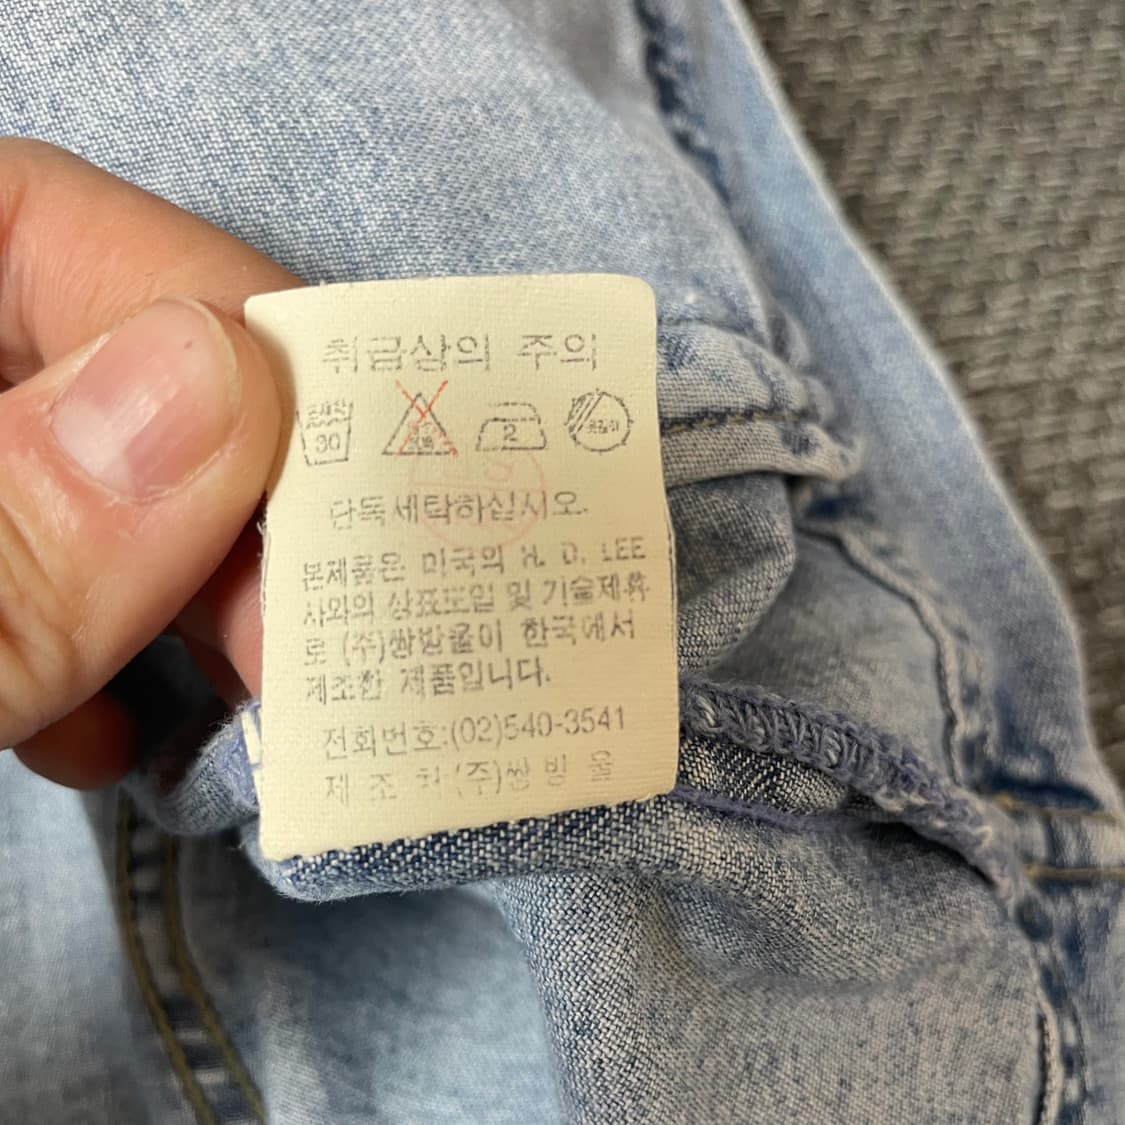 취급상의 주의
30 2
단독세탁하십시오.
본제품은 미국의 H. D. LEE
사와의 상표도입 및 기술제휴
로 (주)쌍방울이 한국에서
제조한 제품입니다.
전화번호:(02)540-3541
제 조 처 (주)쌍 방 울